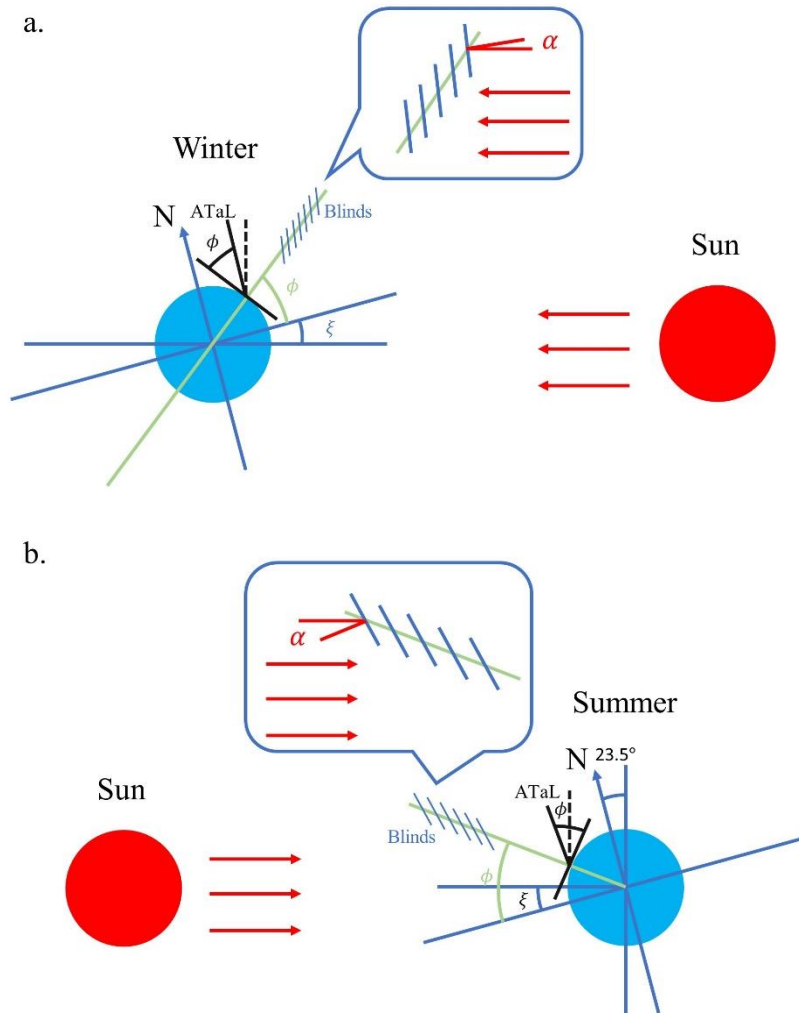 a.
α
Winter
N
ATaL
ϕ
Blinds
ϕ
ξ
Sun
b.
α
Summer
N
23.5°
Sun
ATaL
ϕ
Blinds
ϕ
ξ